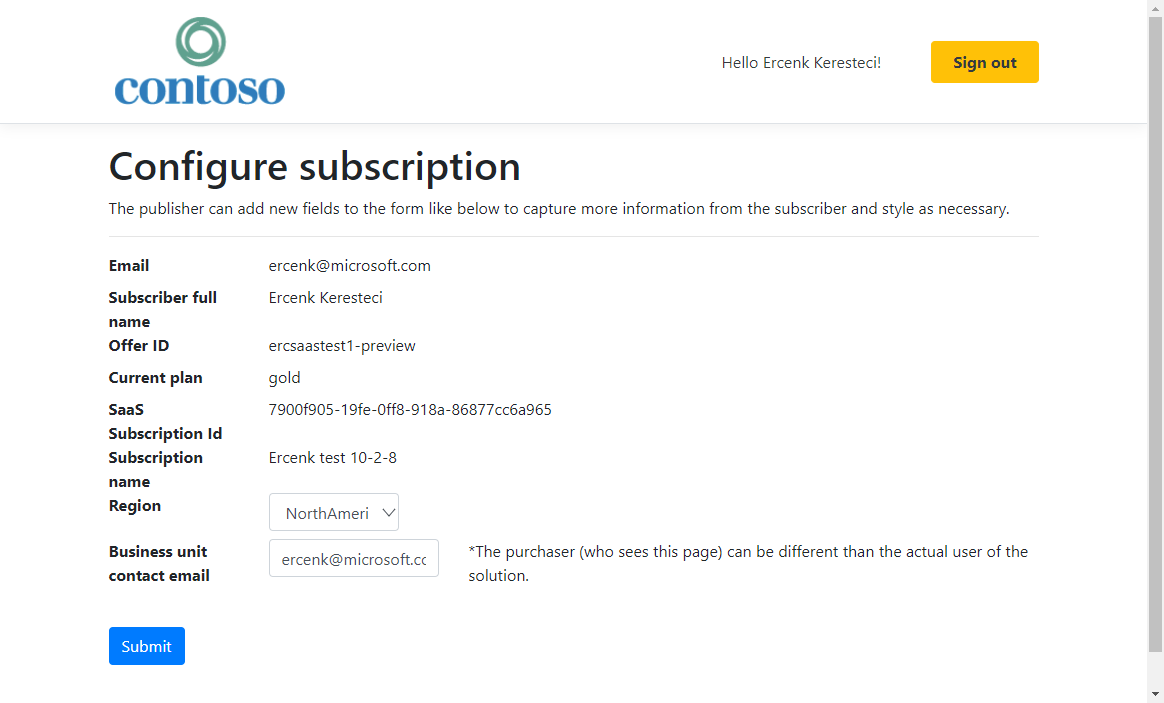 contoso
Hello Ercenk Keresteci!
Sign out
Configure subscription
The publisher can add new fields to the form like below to capture more information from the subscriber and style as necessary.
Email ercenk@microsoft.com
Subscriber full
name
Ercenk Keresteci
Offer ID ercsaastest1-preview
Current plan gold
SaaS
Subscription Id
7900f905-19fe-0ff8-918a-86877cc6a965
Subscription
name
Ercenk test 10-2-8
Region NorthAmeri
Business unit
contact email
ercenk@microsoft.cc
*The purchaser (who sees this page) can be different than the actual user of the
solution.
Submit